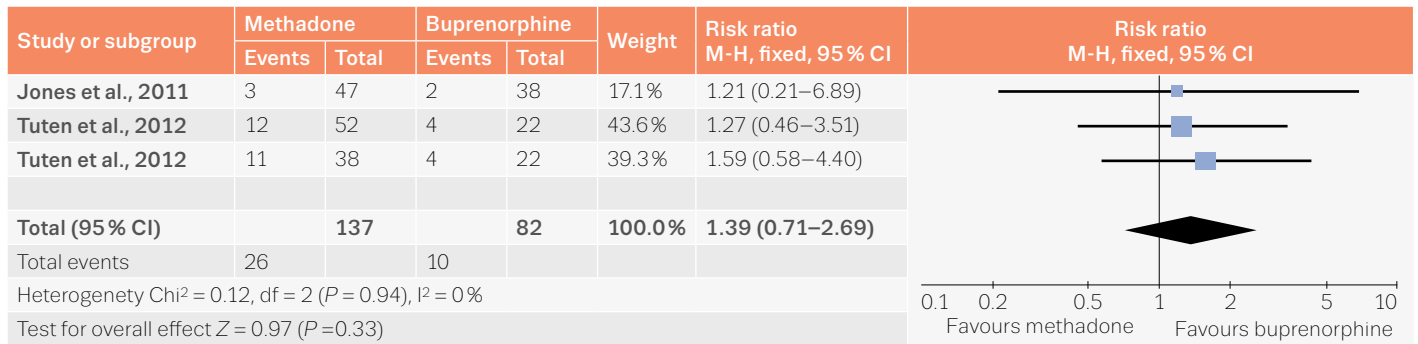 Study or subgroup Methadone Buprenorphine Weight Risk ratio M-H, fixed, 95 % CI Risk ratio M-H, fixed, 95 % CI
Events Total Events Total
Jones et al., 2011 3 47 2 38 17.1 % 1.21 (0.21–6.89)
Tuten et al., 2012 12 52 4 22 43.6 % 1.27 (0.46–3.51)
Tuten et al., 2012 11 38 4 22 39.3 % 1.59 (0.58–4.40)
Total (95 % CI) 137 82 100.0 % 1.39 (0.71–2.69)
Total events 26 10
Heterogenety Chi² = 0.12, df = 2 (P = 0.94), I² = 0 %
Test for overall effect Z = 0.97 (P =0.33)
0.1 0.2 0.5 1 2 5 10
Favours methadone Favours buprenorphine